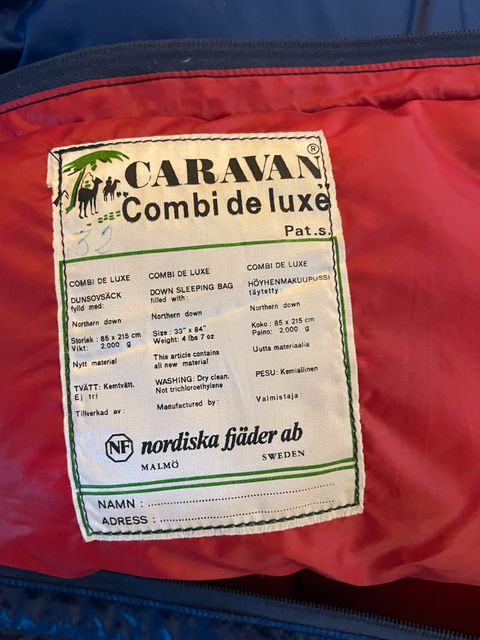 CARAVAN®
"Combi de luxe"
Pat.s.
32
COMBI DE LUXE
DUNSOVSÄCK
fylld med:
Northern down
Storlek : 85 x 215 cm
Vikt: 2.000 g
Nytt material
TVÄTT: Kemtvätt.
Ej tri
Tillverkad av:
COMBI DE LUXE
DOWN SLEEPING BAG
filled with:
Northern down
Size: 33" x 84"
Weight: 4 lbs 7 oz
This article contains
all new material
WASHING: Dry clean.
Not trichloroethylene
Manufactured by:
COMBI DE LUXE
HÖYHENMAKUUPUSSI
täytetty:
Northern down
Koko: 85 x 215 cm
Paino: 2.000 g
Uutta materiaalia
PESU: Kemiallinen
Valmistaja:
NF nordiska fjäder ab
MALMÖ SWEDEN
NAMN :
ADRESS :